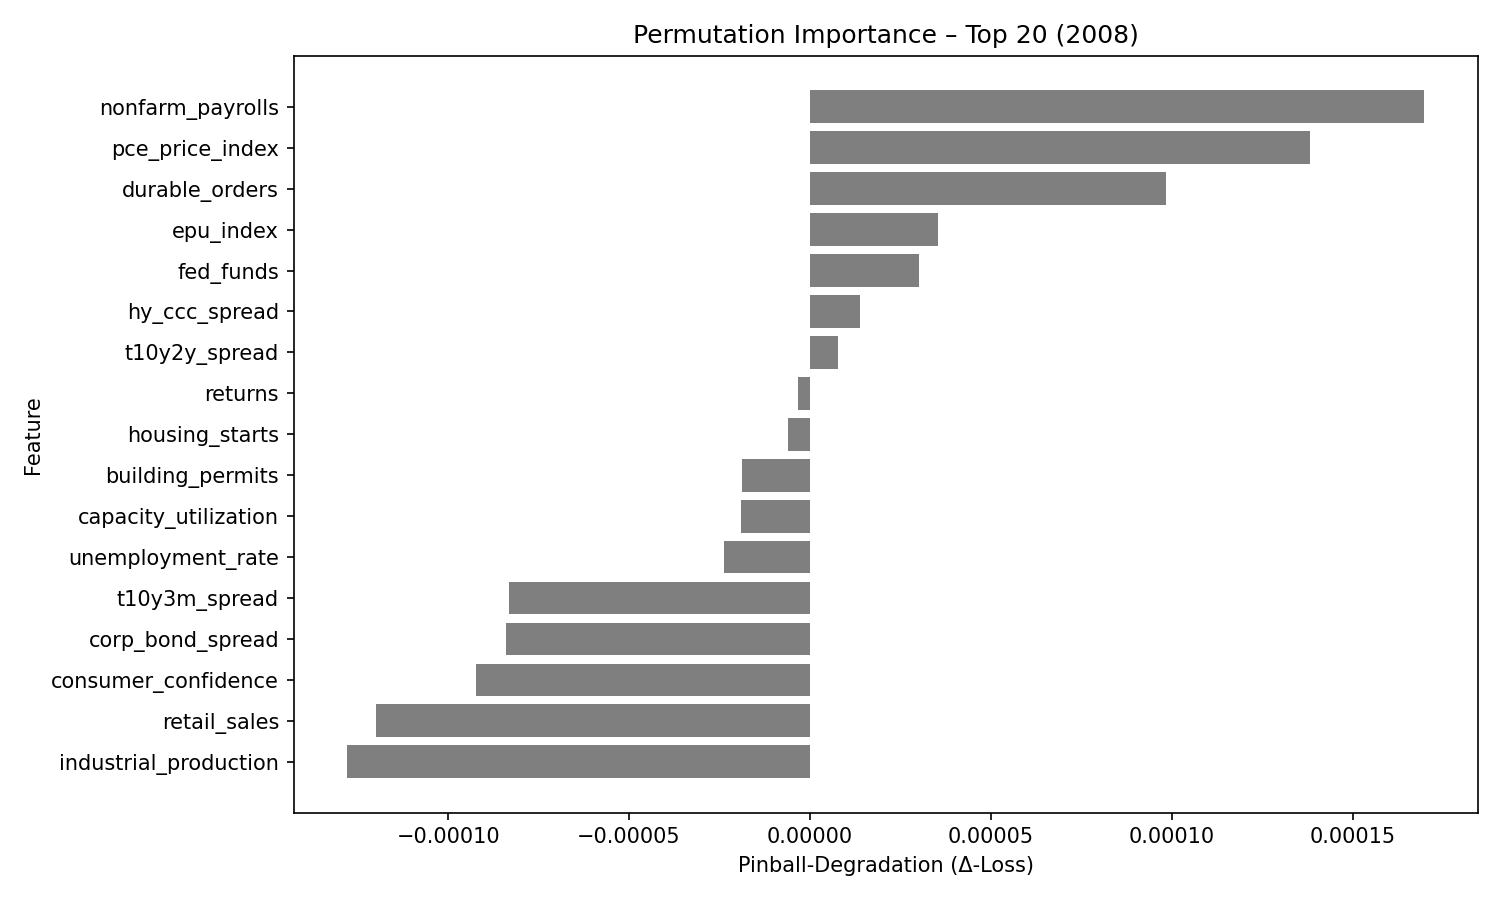 Permutation Importance – Top 20 (2008)
nonfarm_payrolls
pce_price_index
durable_orders
epu_index
fed_funds
hy_ccc_spread
t10y2y_spread
returns
housing_starts
building_permits
capacity_utilization
unemployment_rate
t10y3m_spread
corp_bond_spread
consumer_confidence
retail_sales
industrial_production
Feature
−0.00010 −0.00005 0.00000 0.00005 0.00010 0.00015
Pinball-Degradation (Δ-Loss)